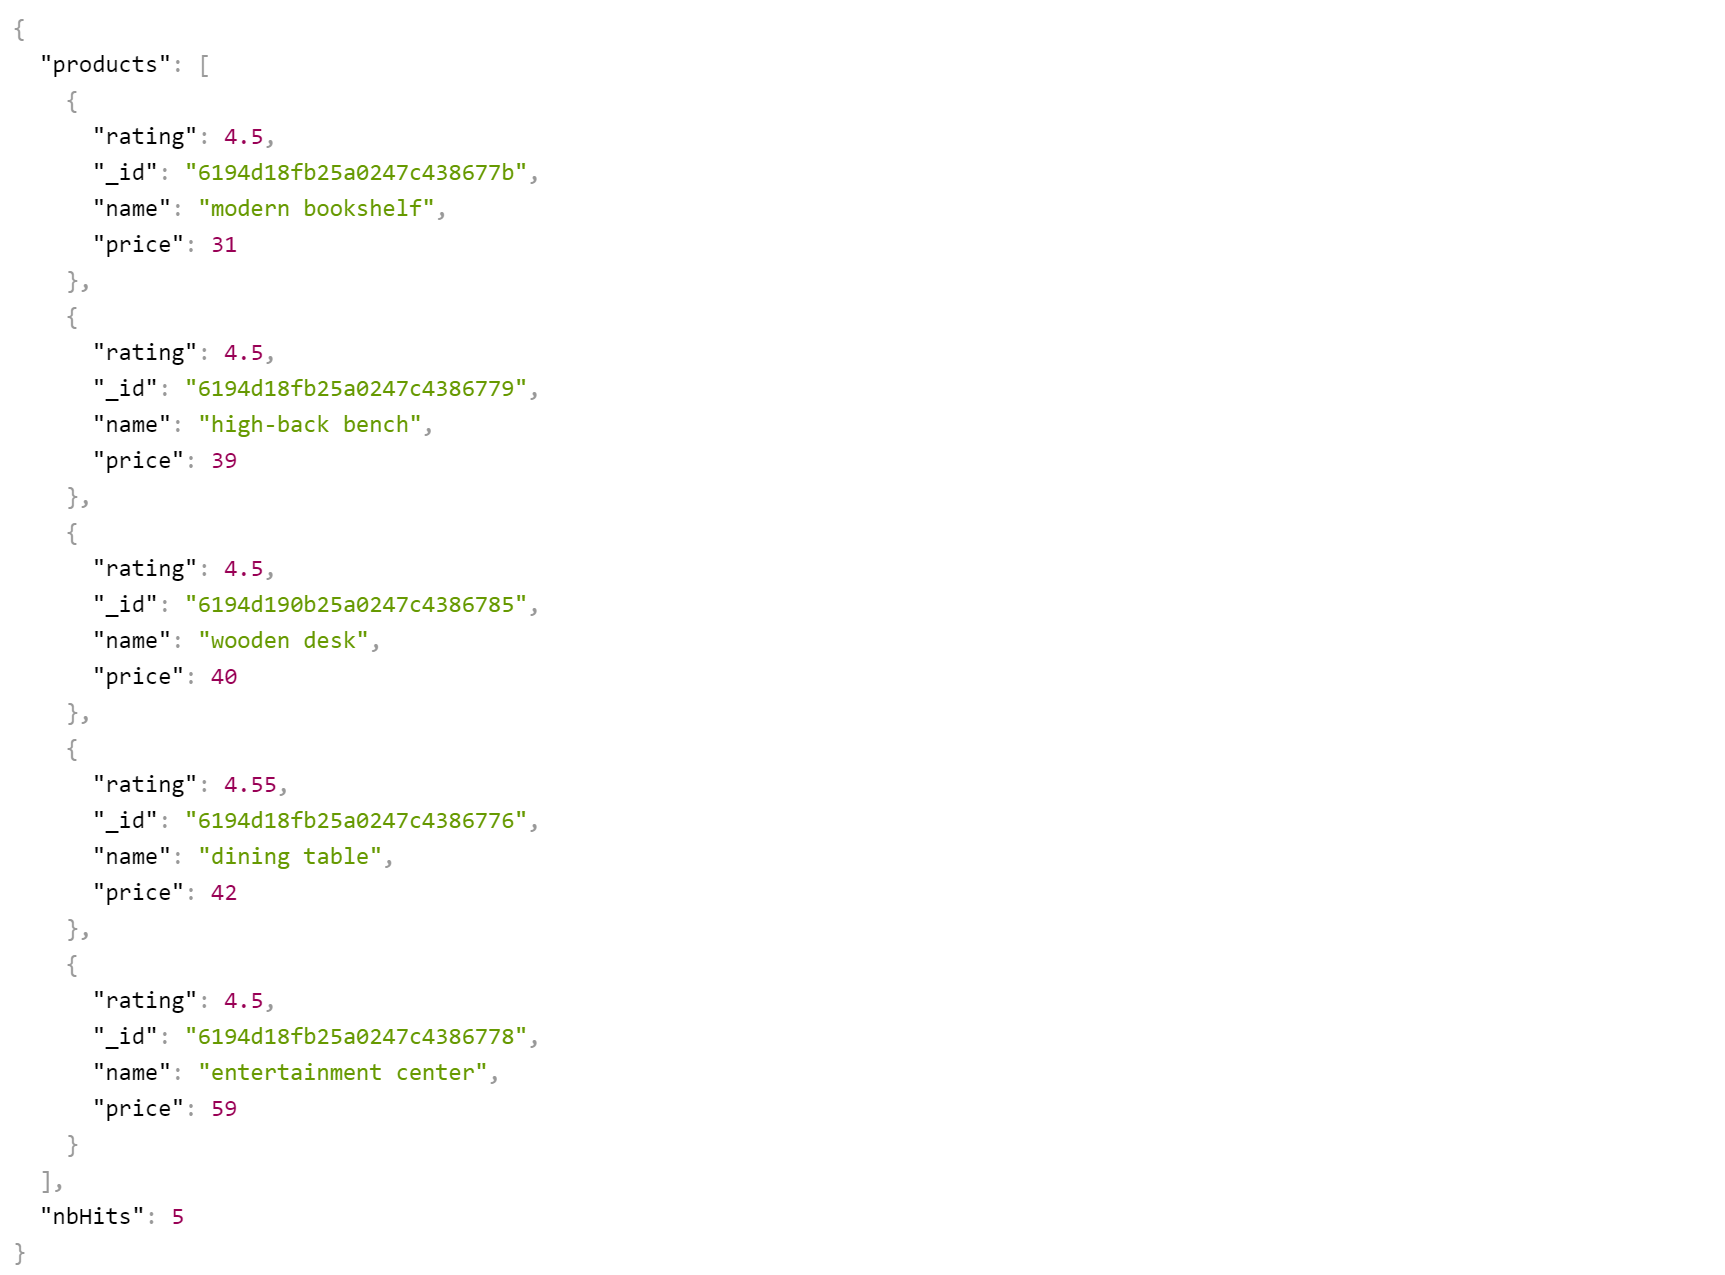 {
  "products": [
    {
      "rating": 4.5,
      "_id": "6194d18fb25a0247c438677b",
      "name": "modern bookshelf",
      "price": 31
    },
    {
      "rating": 4.5,
      "_id": "6194d18fb25a0247c4386779",
      "name": "high-back bench",
      "price": 39
    },
    {
      "rating": 4.5,
      "_id": "6194d190b25a0247c4386785",
      "name": "wooden desk",
      "price": 40
    },
    {
      "rating": 4.55,
      "_id": "6194d18fb25a0247c4386776",
      "name": "dining table",
      "price": 42
    },
    {
      "rating": 4.5,
      "_id": "6194d18fb25a0247c4386778",
      "name": "entertainment center",
      "price": 59
    }
  ],
  "nbHits": 5
}